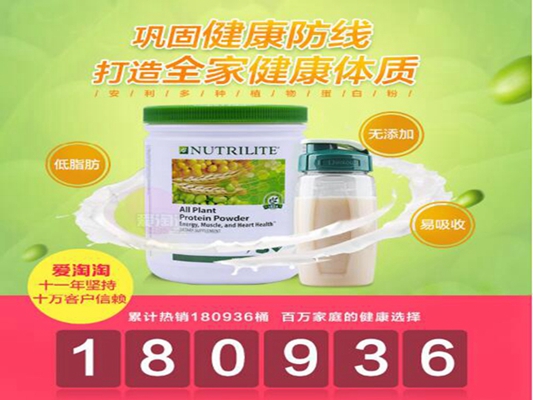 巩固健康防线
打造全家健康体质
安/利/多/种/植/物/蛋/白/粉
无添加
低脂肪
NUTRILITE
All Plant
Protein Powder
Energy, Muscle, and Heart Health
DIETARY SUPPLEMENT
易吸收
爱淘
爱淘淘
十一年坚持
十万客户信赖
累计热销180936桶 百万家庭的健康选择
180936